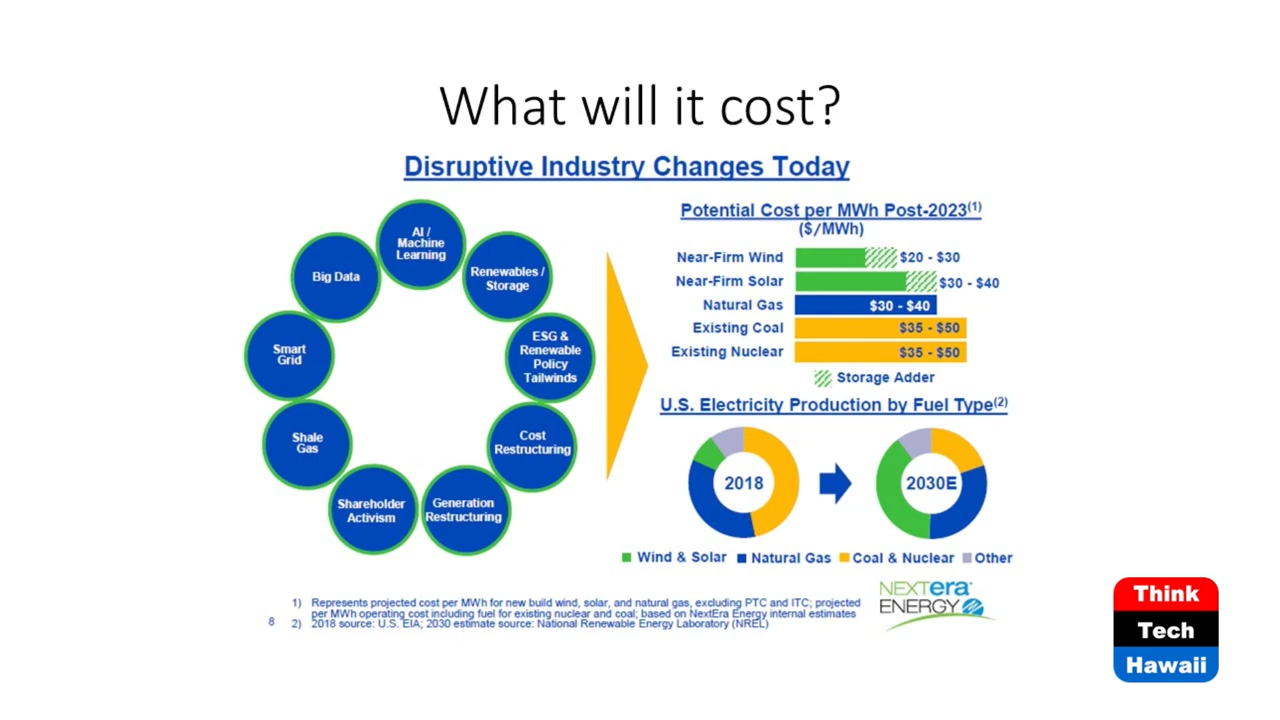 What will it cost?
Disruptive Industry Changes Today
AI /
Machine
Learning
Renewables /
Storage
ESG &
Renewable
Policy
Tailwinds
Cost
Restructuring
Generation
Restructuring
Shareholder
Activism
Shale
Gas
Smart
Grid
Big Data
Potential Cost per MWh Post-2023(1)
($/MWh)
Near-Firm Wind $20 - $30
Near-Firm Solar $30 - $40
Natural Gas $30 - $40
Existing Coal $35 - $50
Existing Nuclear $35 - $50
Storage Adder
U.S. Electricity Production by Fuel Type(2)
2018
2030E
Wind & Solar Natural Gas Coal & Nuclear Other
1) Represents projected cost per MWh for new build wind, solar, and natural gas, excluding PTC and ITC; projected
per MWh operating cost including fuel for existing nuclear and coal; based on NextEra Energy internal estimates
8 2) 2018 source: U.S. EIA; 2030 estimate source: National Renewable Energy Laboratory (NREL)
NEXTera
ENERGY
Think
Tech
Hawaii